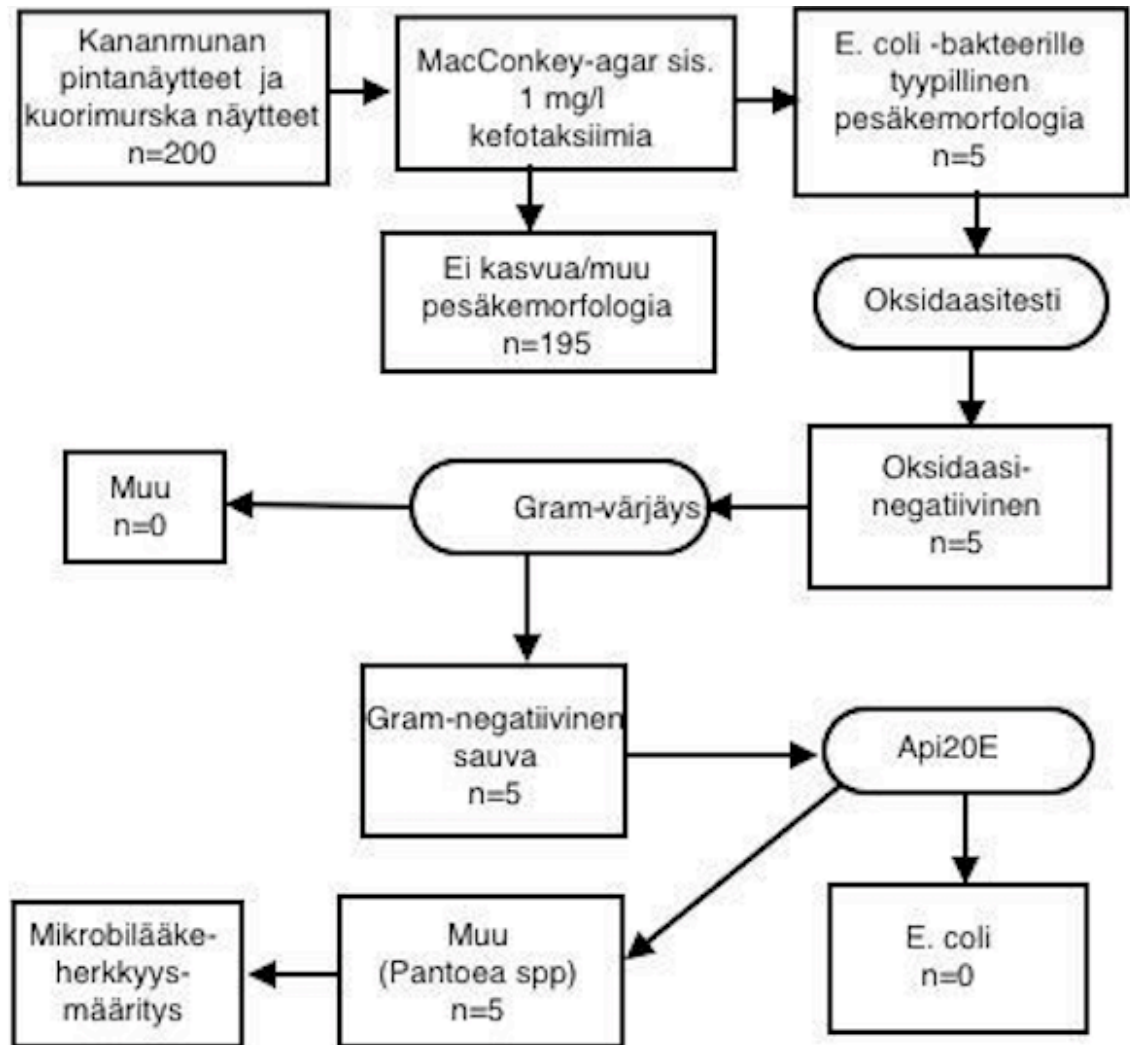 Kananmunan
pintanäytteet ja
kuorimurska näytteet
n=200
MacConkey-agar sis.
1 mg/l
kefotaksiimia
E. coli -bakteerille
tyypillinen
pesäkemorfologia
n=5
Ei kasvua/muu
pesäkemorfologia
n=195
Oksidaasitesti
Oksidaasi-
negatiivinen
n=5
Gram-värjäys
Muu
n=0
Gram-negatiivinen
sauva
n=5
Api20E
E. coli
n=0
Muu
(Pantoea spp)
n=5
Mikrobilääke-
herkkyys-
määritys